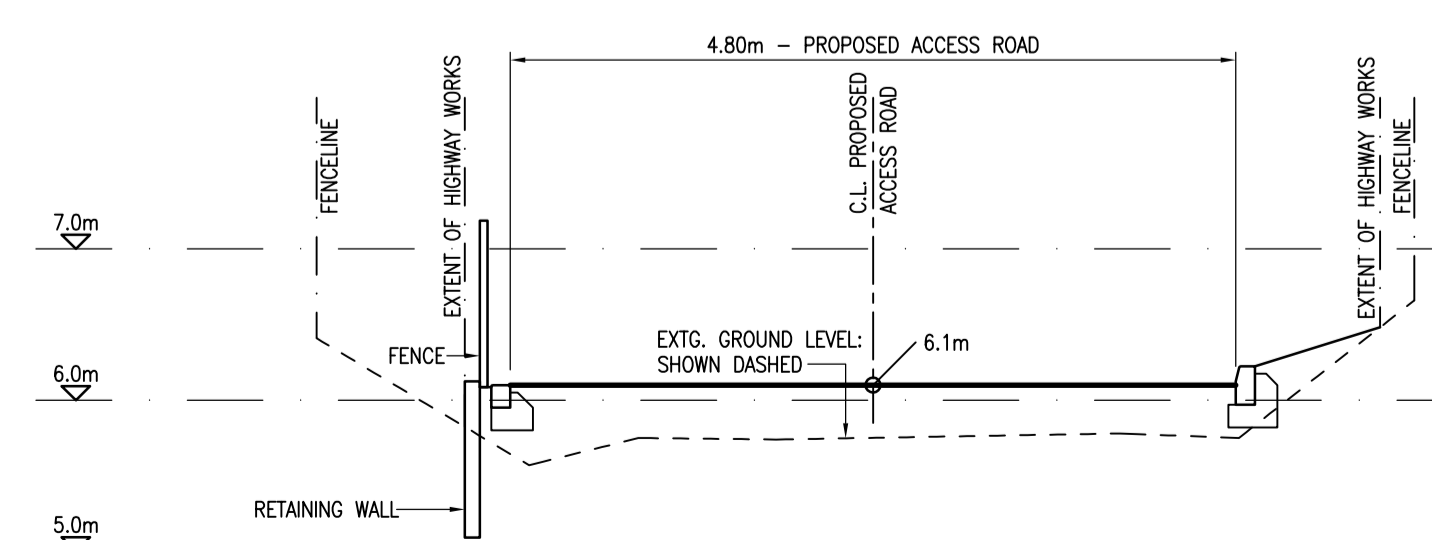 4.80m – PROPOSED ACCESS ROAD
FENCELINE
EXTENT OF HIGHWAY WORKS
C.L. PROPOSED
ACCESS ROAD
EXTENT OF HIGHWAY WORKS
FENCELINE
7.0m
FENCE
EXTG. GROUND LEVEL:
SHOWN DASHED
6.1m
6.0m
RETAINING WALL
5.0m